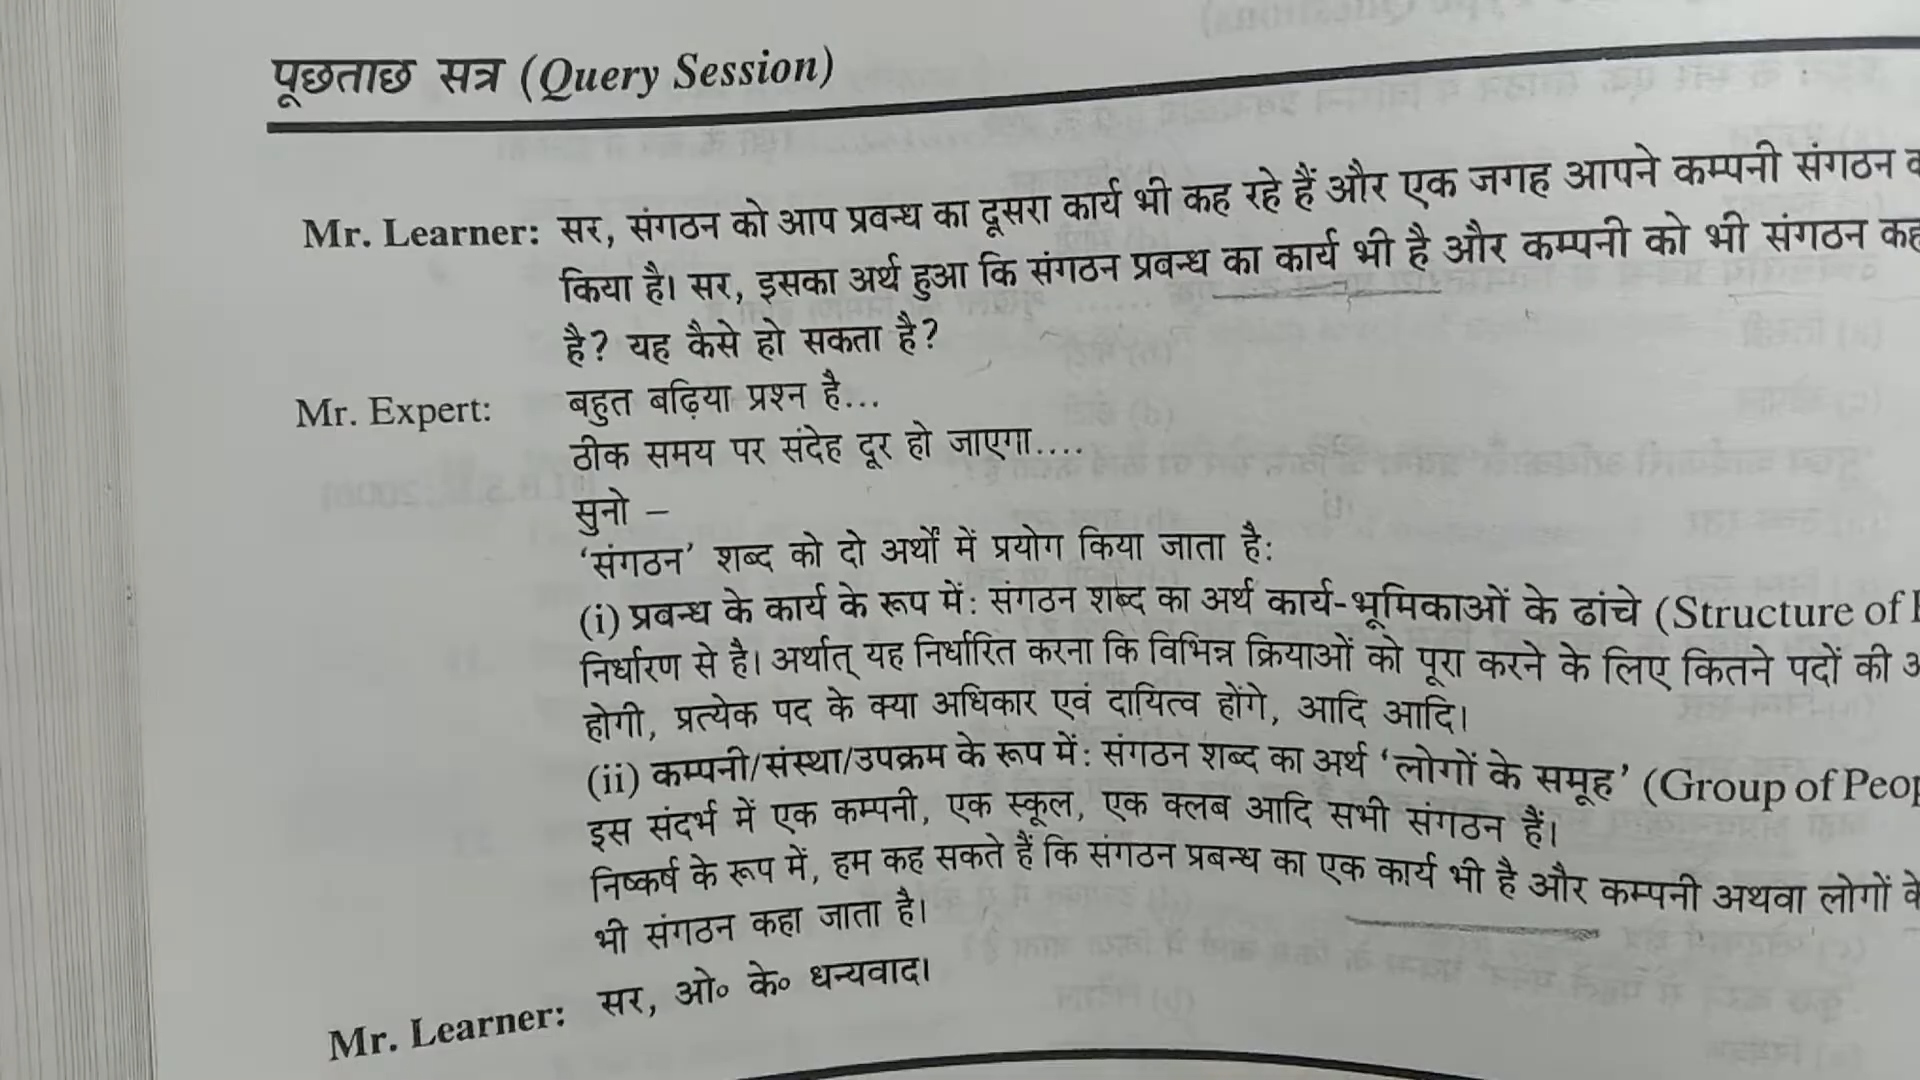 पूछताछ सत्र (Query Session)
Mr. Learner: सर, संगठन को आप प्रवन्ध का दूसरा कार्य भी कह रहे हैं और एक जगह आपने कम्पनी संगठन
किया है। सर, इसका अर्थ हुआ कि संगठन प्रवन्ध का कार्य भी है और कम्पनी को भी संगठन
है? यह कैसे हो सकता है?
Mr. Expert: बहुत बढ़िया प्रश्न है...
ठीक समय पर संदेह दूर हो जाएगा....
सुनो –
‘संगठन’ शब्द को दो अर्थों में प्रयोग किया जाता है:
(i) प्रवन्ध के कार्य के रूप में: संगठन शब्द का अर्थ कार्य-भूमिकाओं के ढांचे (Structure of
निर्धारण से है। अर्थात् यह निर्धारित करना कि विभिन्न क्रियाओं को पूरा करने के लिए कितने पदों की
होगी, प्रत्येक पद के क्या अधिकार एवं दायित्व होंगे, आदि आदि।
(ii) कम्पनी/संस्था/उपक्रम के रूप में: संगठन शब्द का अर्थ ‘लोगों के समूह’ (Group of
इस संदर्भ में एक कम्पनी, एक स्कूल, एक क्लब आदि सभी संगठन हैं।
निष्कर्ष के रूप में, हम कह सकते हैं कि संगठन प्रबन्ध का एक कार्य भी है और कम्पनी अथवा लोगों
भी संगठन कहा जाता है।
Mr. Learner: सर, ओ० के० धन्यवाद।